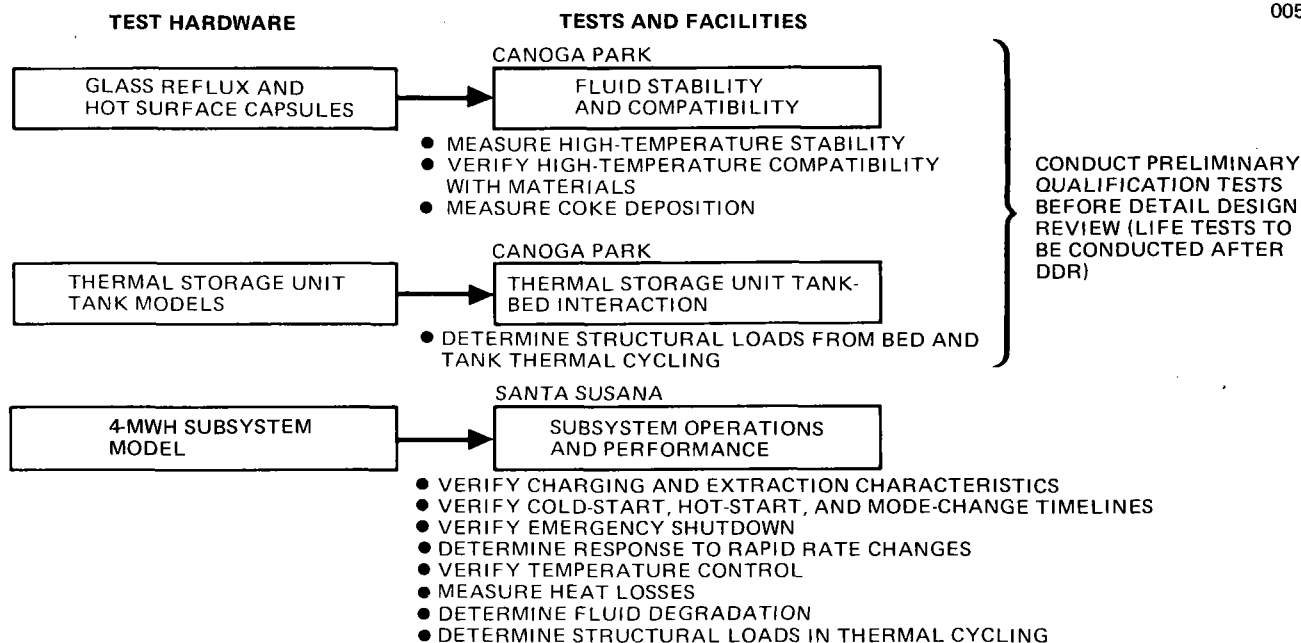 005
TEST HARDWARE
TESTS AND FACILITIES
CANOGA PARK
GLASS REFLUX AND
HOT SURFACE CAPSULES
FLUID STABILITY
AND COMPATIBILITY
● MEASURE HIGH-TEMPERATURE STABILITY
● VERIFY HIGH-TEMPERATURE COMPATIBILITY
WITH MATERIALS
● MEASURE COKE DEPOSITION
CANOGA PARK
THERMAL STORAGE UNIT
TANK MODELS
THERMAL STORAGE UNIT TANK-
BED INTERACTION
● DETERMINE STRUCTURAL LOADS FROM BED AND
TANK THERMAL CYCLING
CONDUCT PRELIMINARY
QUALIFICATION TESTS
BEFORE DETAIL DESIGN
REVIEW (LIFE TESTS TO
BE CONDUCTED AFTER
DDR)
SANTA SUSANA
4-MWH SUBSYSTEM
MODEL
SUBSYSTEM OPERATIONS
AND PERFORMANCE
● VERIFY CHARGING AND EXTRACTION CHARACTERISTICS
● VERIFY COLD-START, HOT-START, AND MODE-CHANGE TIMELINES
● VERIFY EMERGENCY SHUTDOWN
● DETERMINE RESPONSE TO RAPID RATE CHANGES
● VERIFY TEMPERATURE CONTROL
● MEASURE HEAT LOSSES
● DETERMINE FLUID DEGRADATION
● DETERMINE STRUCTURAL LOADS IN THERMAL CYCLING